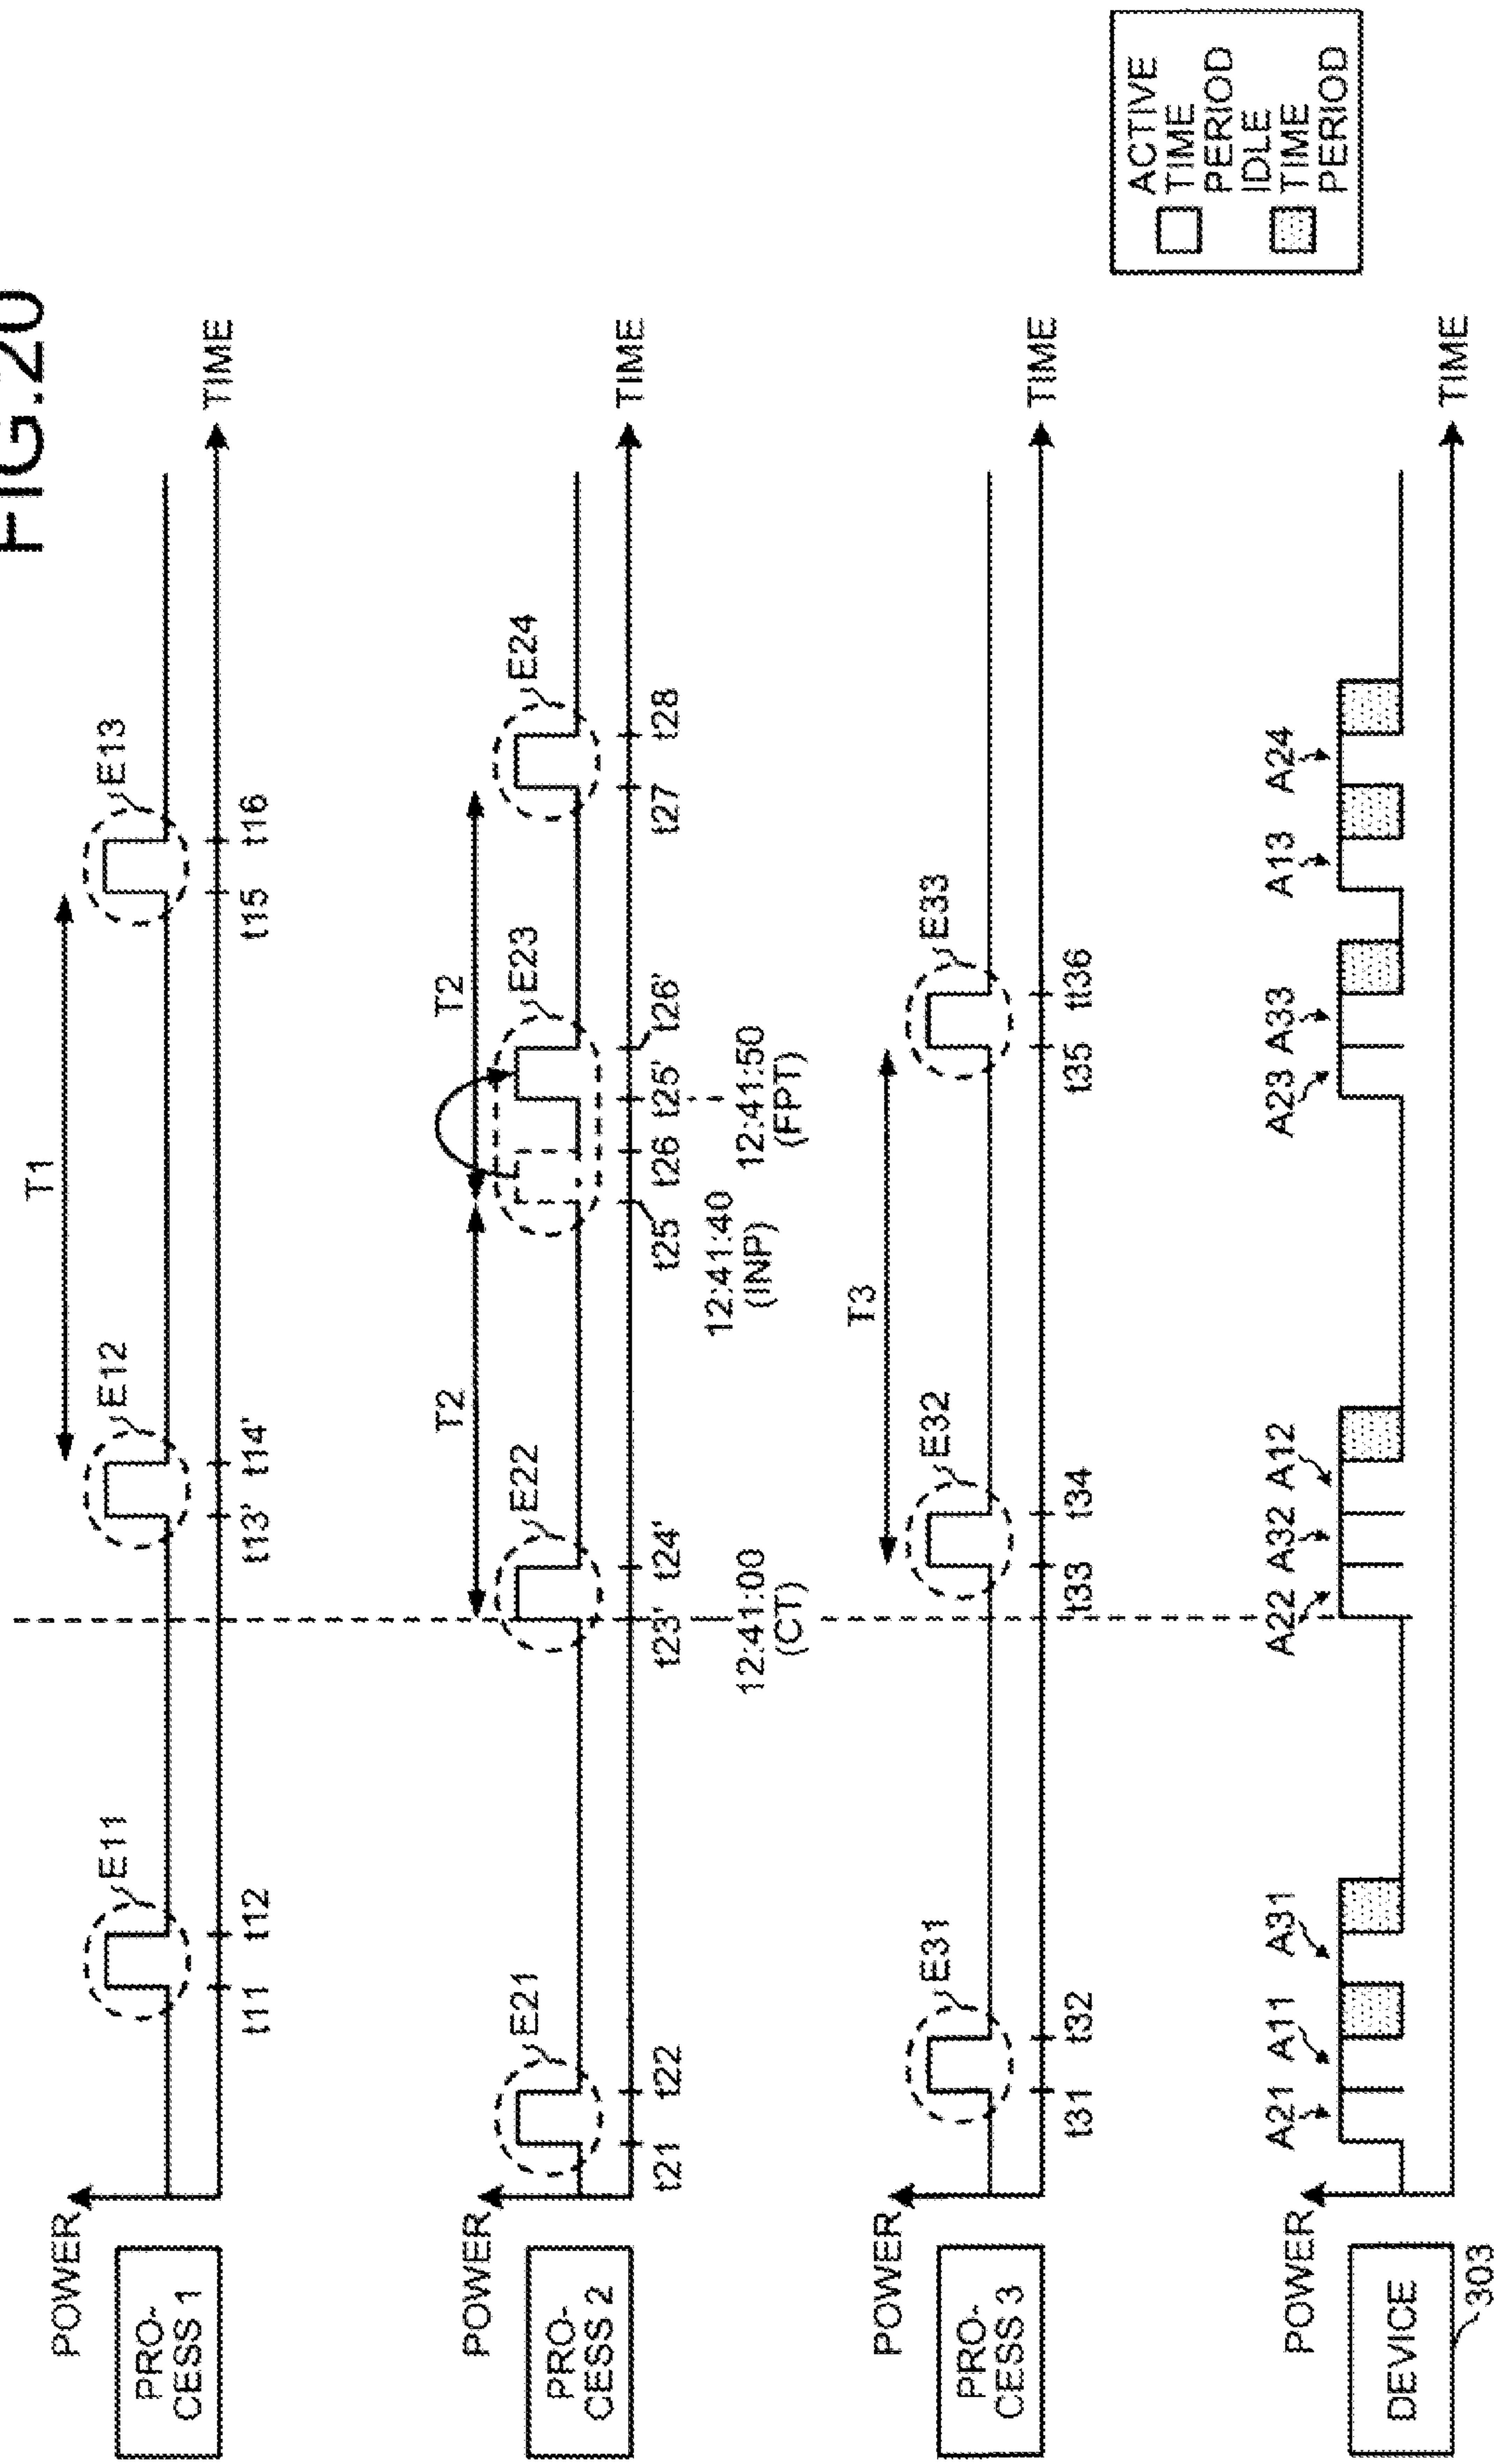 FIG.20
POWER
PRO-
CESS 1
E11
t11
t12
E12
t13'
t14'
T1
E13
t15
t16
TIME
POWER
PRO-
CESS 2
E21
t21
t22
E22
t23'
t24'
12:41:00
(CT)
T2
t25
12:41:40
(INP)
t26
t25'
12:41:50
(FPT)
t26'
E23
T2
E24
t27
t28
TIME
POWER
PRO-
CESS 3
E31
t31
t32
E32
t33
t34
T3
E33
t35
t36
TIME
POWER
DEVICE
303
A21
A11
A31
A22
A32
A12
A23
A33
A13
A24
TIME
ACTIVE
TIME
PERIOD
IDLE
TIME
PERIOD